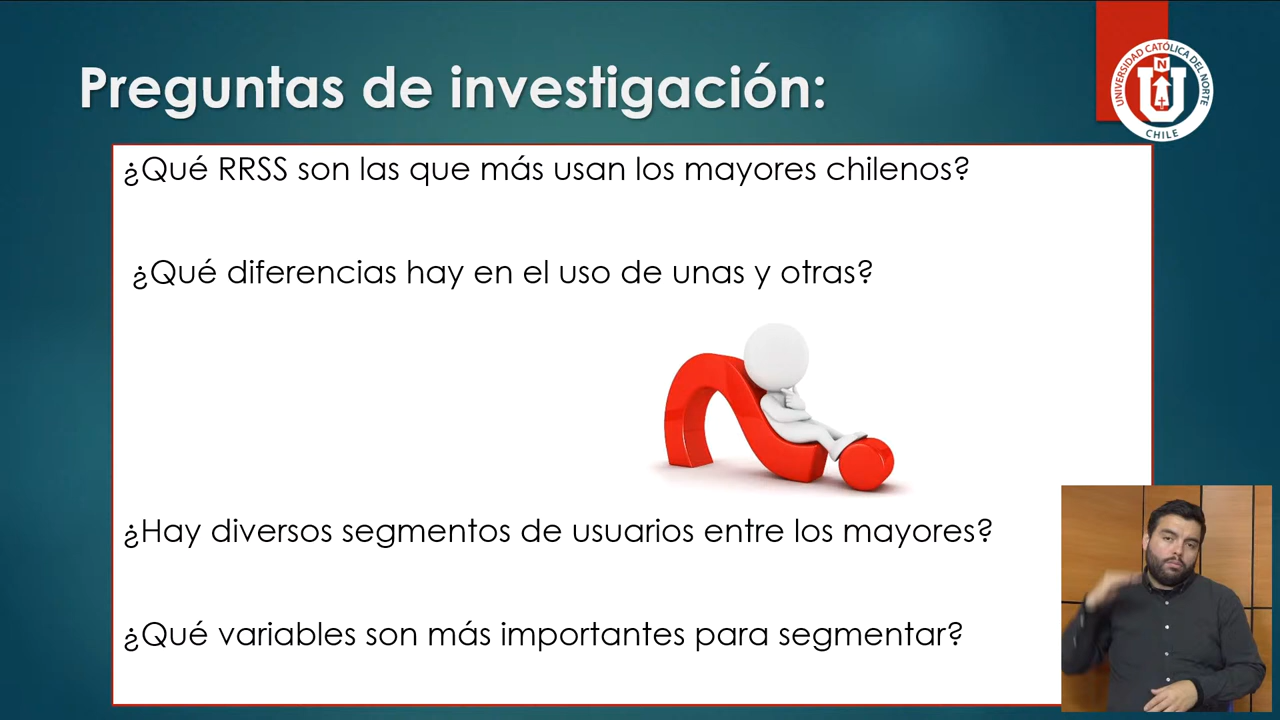 Preguntas de investigación:
UNIVERSIDAD CATÓLICA DEL NORTE
N
CHILE
¿Qué RRSS son las que más usan los mayores chilenos?
¿Qué diferencias hay en el uso de unas y otras?
¿Hay diversos segmentos de usuarios entre los mayores?
¿Qué variables son más importantes para segmentar?